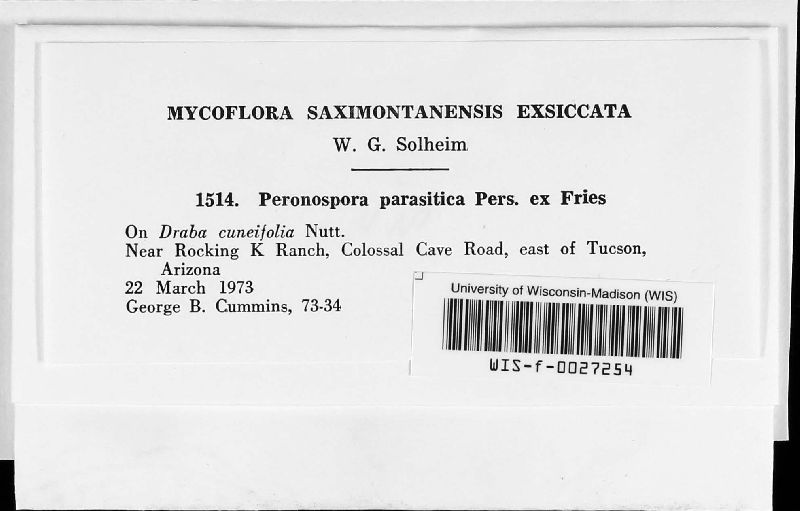 MYCOFLORA SAXIMONTANENSIS EXSICCATA
W. G. Solheim
1514. Peronospora parasitica Pers. ex Fries
On Draba cuneifolia Nutt.
Near Rocking K Ranch, Colossal Cave Road, east of Tucson,
Arizona
22 March 1973
George B. Cummins, 73-34
University of Wisconsin-Madison (WIS)
WIS-f-0027254